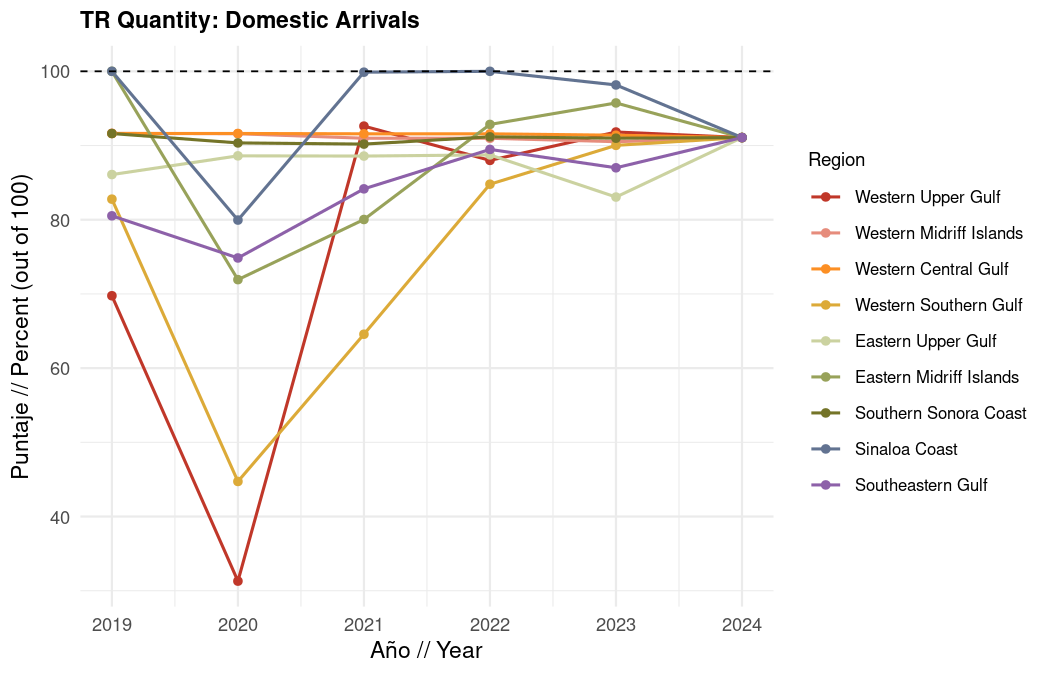 TR Quantity: Domestic Arrivals
Puntaje // Percent (out of 100)
100
80
60
40
2019 2020 2021 2022 2023 2024
Año // Year
Region
Western Upper Gulf
Western Midriff Islands
Western Central Gulf
Western Southern Gulf
Eastern Upper Gulf
Eastern Midriff Islands
Southern Sonora Coast
Sinaloa Coast
Southeastern Gulf